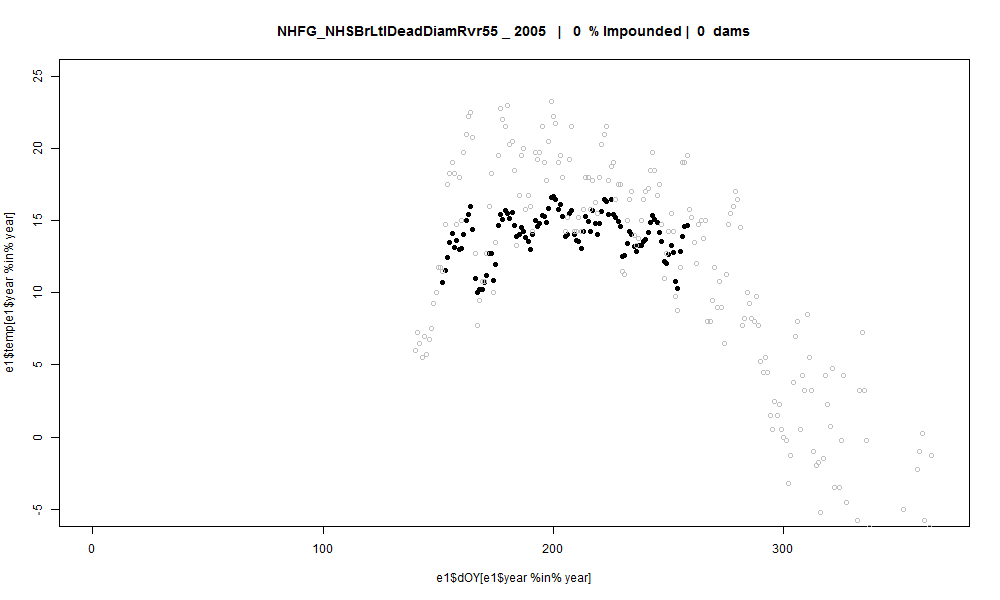 NHFG_NHSBrLtlDeadDiamRvr55 _ 2005 | 0 % Impounded | 0 dams
25
20
15
10
5
0
-5
e1$temp[e1$year %in% year]
0 100 200 300
e1$dOY[e1$year %in% year]